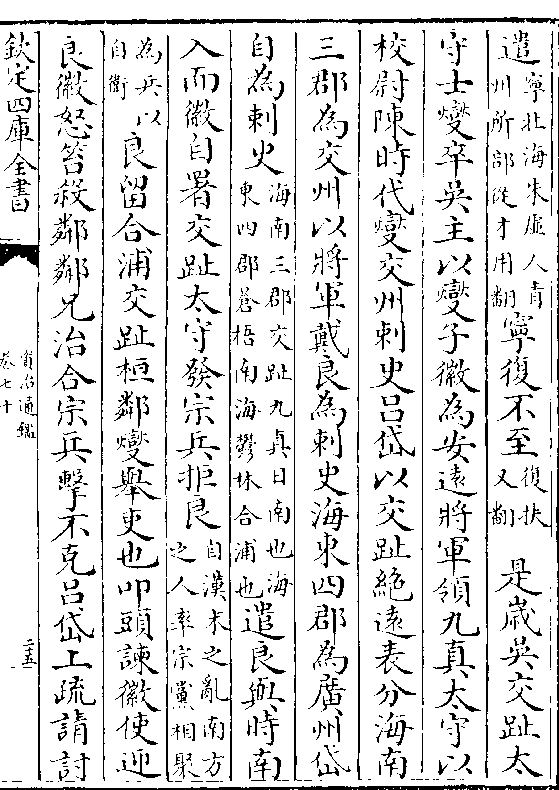 遣寧北海朱虚人青州所部從才用翻寧復不至復扶又翻 是歲吳交趾太
守士燮卒吳主以燮子徽為安遠將軍領九真太守以
校尉陳時代燮交州刺史吕岱以交趾絶遠表分海南
三郡為交州以將軍戴良為刺史海東四郡為廣州岱
自為刺史海南三郡交趾九真日南也海東四郡蒼梧南海鬱林合浦也遣良與時南
入而徽自署交趾太守發宗兵拒良自漢末之亂南方之人率宗黨相聚
為兵以自衛良留合浦交趾桓鄰燮舉吏也叩頭諫徽使迎
良徽怒笞殺鄰鄰兄治合宗兵擊不克吕岱上疏請討
欽定四庫全書
資治通鑑
卷七十
二十五